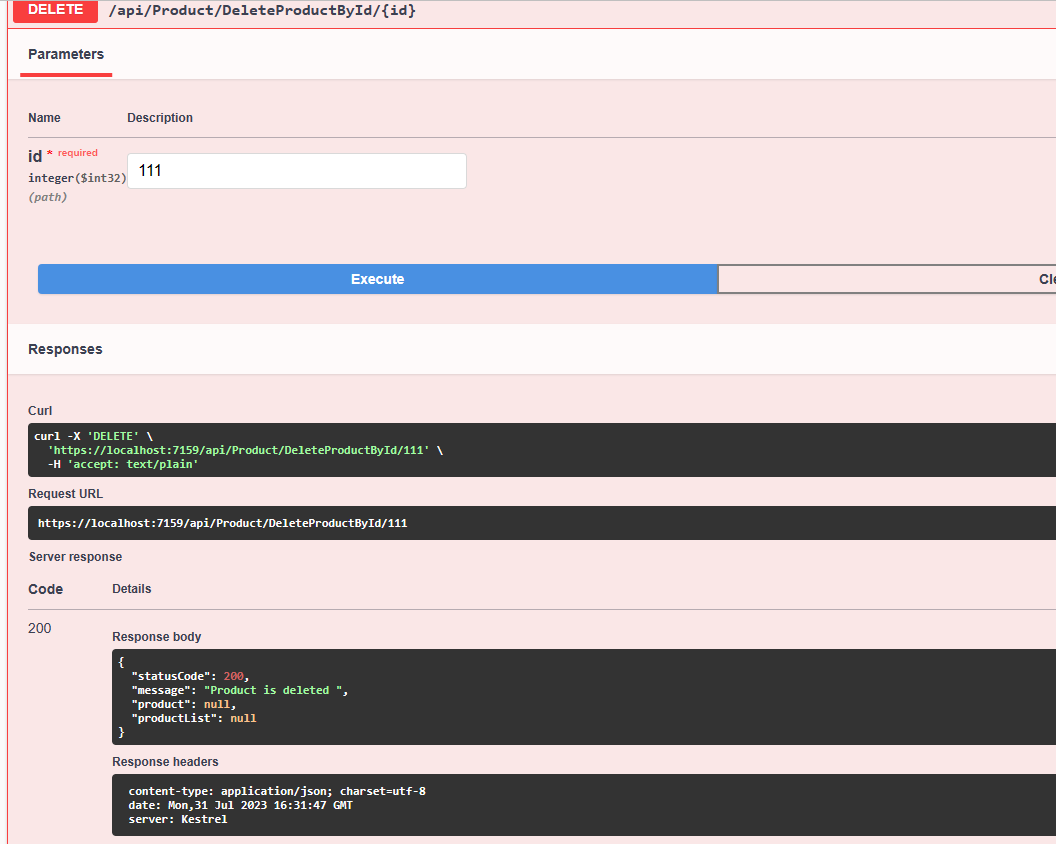 DELETE /api/Product/DeleteProductById/{id}
Parameters
Name Description
id * required
integer($int32)
(path)
111
Execute
Responses
Curl
curl -X 'DELETE' \
  'https://localhost:7159/api/Product/DeleteProductById/111' \
  -H 'accept: text/plain'
Request URL
https://localhost:7159/api/Product/DeleteProductById/111
Server response
Code Details
200
Response body
{
  "statusCode": 200,
  "message": "Product is deleted ",
  "product": null,
  "productList": null
}
Response headers
content-type: application/json; charset=utf-8
date: Mon,31 Jul 2023 16:31:47 GMT
server: Kestrel